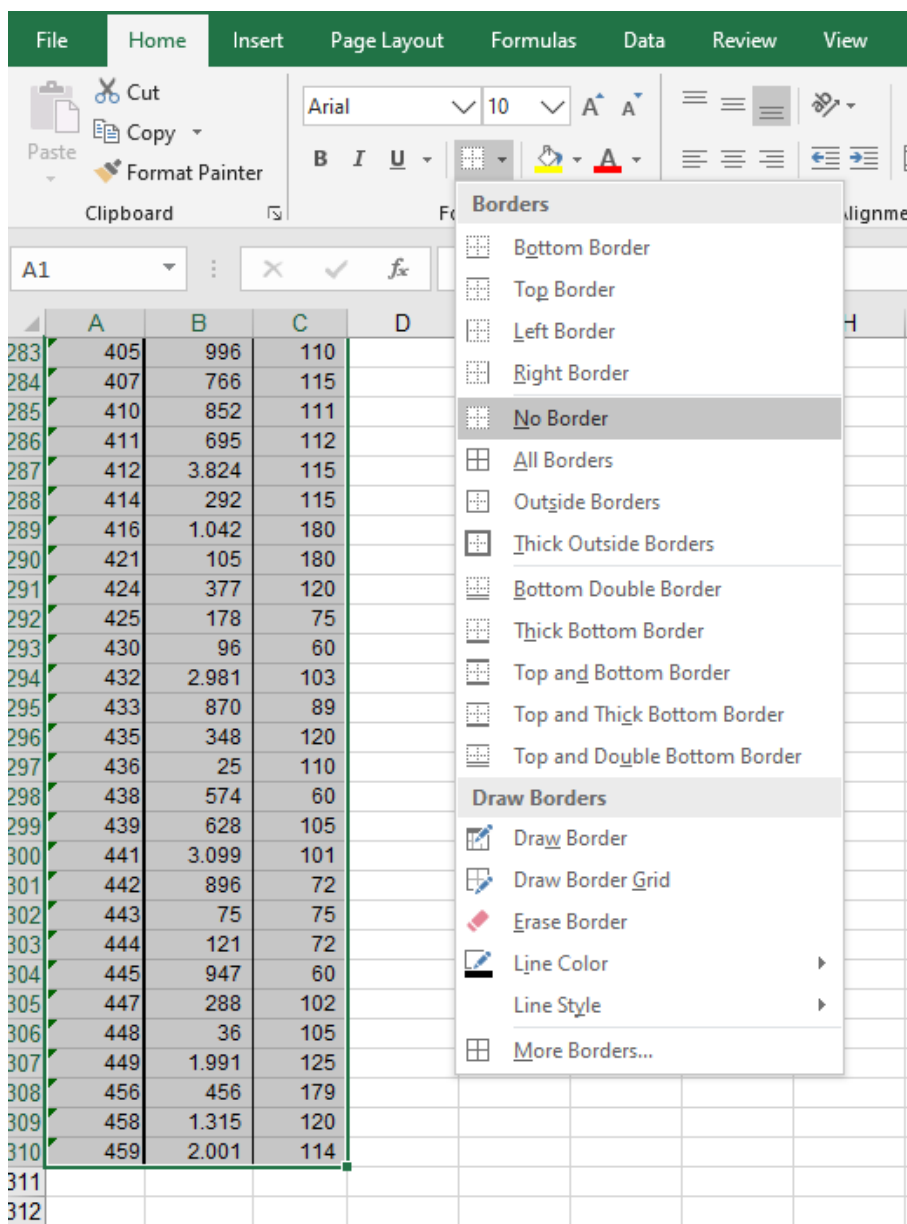 File Home Insert Page Layout Formulas Data Review View
Cut
Copy
Paste
Format Painter
Clipboard
Arial 10
B I U A
A1 fx
A B C D H
283 405 996 110
284 407 766 115
285 410 852 111
286 411 695 112
287 412 3.824 115
288 414 292 115
289 416 1.042 180
290 421 105 180
291 424 377 120
292 425 178 75
293 430 96 60
294 432 2.981 103
295 433 870 89
296 435 348 120
297 436 25 110
298 438 574 60
299 439 628 105
300 441 3.099 101
301 442 896 72
302 443 75 75
303 444 121 72
304 445 947 60
305 447 288 102
306 448 36 105
307 449 1.991 125
308 456 456 179
309 458 1.315 120
310 459 2.001 114
311
312
Borders
Bottom Border
Top Border
Left Border
Right Border
No Border
All Borders
Outside Borders
Thick Outside Borders
Bottom Double Border
Thick Bottom Border
Top and Bottom Border
Top and Thick Bottom Border
Top and Double Bottom Border
Draw Borders
Draw Border
Draw Border Grid
Erase Border
Line Color
Line Style
More Borders...